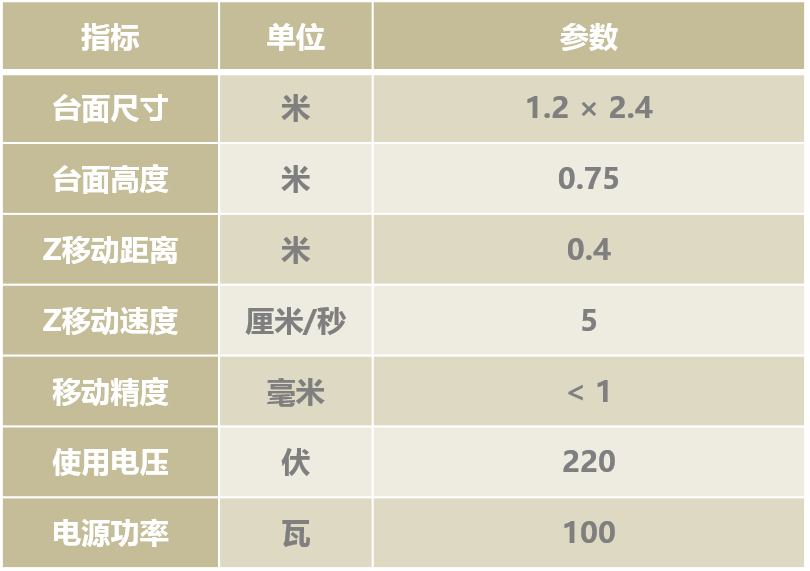 指标 单位 参数
台面尺寸 米 1.2 × 2.4
台面高度 米 0.75
Z移动距离 米 0.4
Z移动速度 厘米/秒 5
移动精度 毫米 < 1
使用电压 伏 220
电源功率 瓦 100